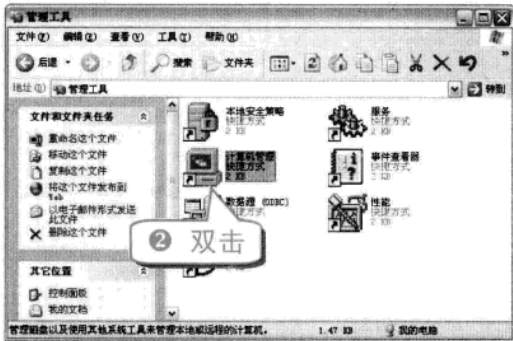 管理工具
文件(F) 编辑(E) 查看(V) 工具(T) 帮助(H)
后退 搜索 文件夹
地址(D) 管理工具 转到
文件和文件夹任务
重命名这个文件
移动这个文件
复制这个文件
将这个文件发布到
Web
以电子邮件形式发送
此文件
删除这个文件
其它位置
控制面板
我的文档
本地安全策略
快捷方式
2 KB
服务
快捷方式
2 KB
计算机管理
快捷方式
2 KB
事件查看器
快捷方式
2 KB
数据源 (ODBC)
快捷方式
性能
快捷方式
2 KB
2 双击
管理磁盘以及使用其他系统工具来管理本地或远程的计算机。 1.47 KB 我的电脑